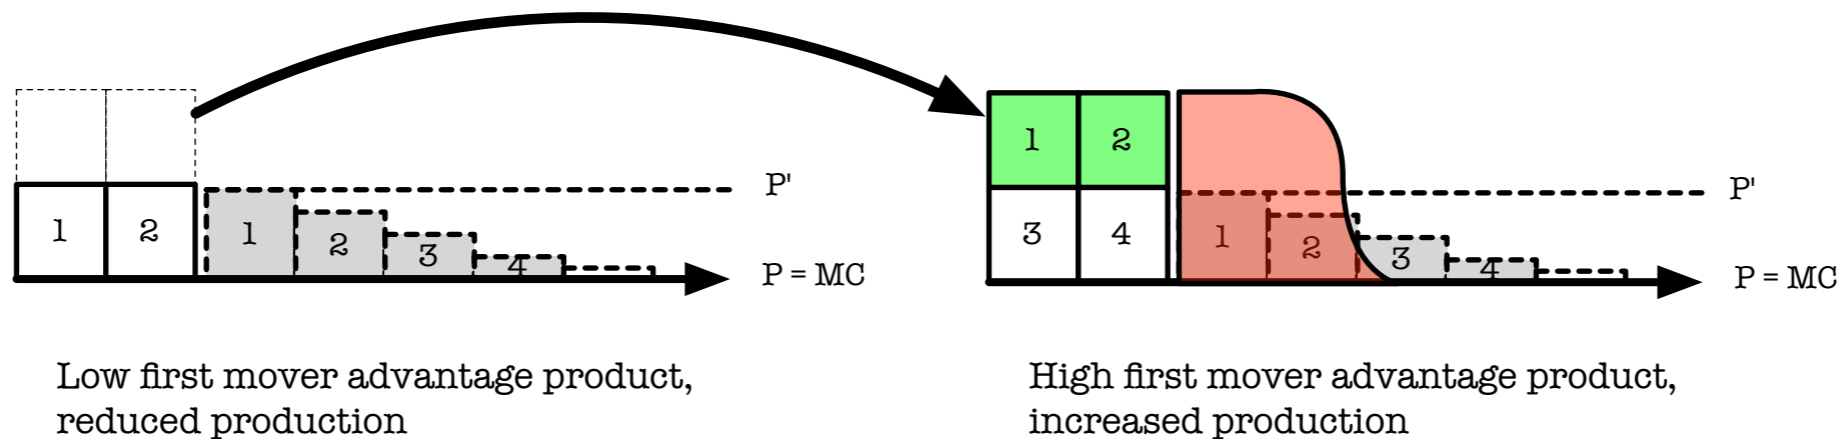 1 2
P'
1 2
1 2 3 4
P = MC
3 4
P'
1 2 3 4
P = MC
Low first mover advantage product,
reduced production
High first mover advantage product,
increased production